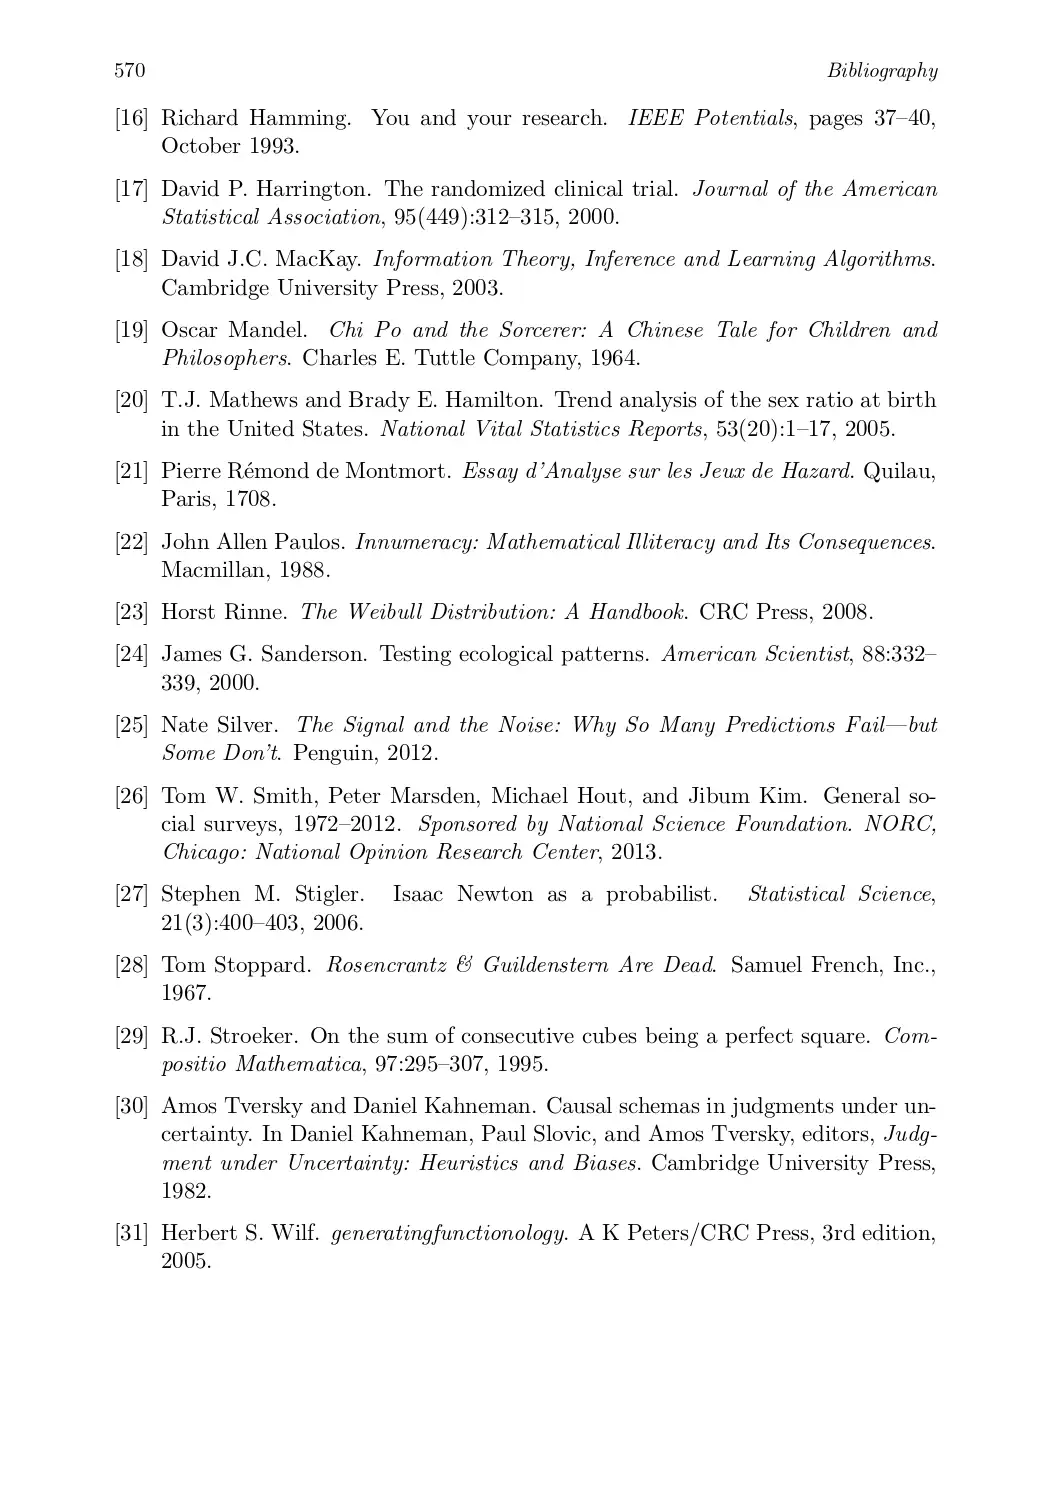 570 Bibliography
[16] Richard Hamming. You and your research. IEEE Potentials, pages 37–40,
October 1993.
[17] David P. Harrington. The randomized clinical trial. Journal of the American
Statistical Association, 95(449):312–315, 2000.
[18] David J.C. MacKay. Information Theory, Inference and Learning Algorithms.
Cambridge University Press, 2003.
[19] Oscar Mandel. Chi Po and the Sorcerer: A Chinese Tale for Children and
Philosophers. Charles E. Tuttle Company, 1964.
[20] T.J. Mathews and Brady E. Hamilton. Trend analysis of the sex ratio at birth
in the United States. National Vital Statistics Reports, 53(20):1–17, 2005.
[21] Pierre Rémond de Montmort. Essay d'Analyse sur les Jeux de Hazard. Quilau,
Paris, 1708.
[22] John Allen Paulos. Innumeracy: Mathematical Illiteracy and Its Consequences.
Macmillan, 1988.
[23] Horst Rinne. The Weibull Distribution: A Handbook. CRC Press, 2008.
[24] James G. Sanderson. Testing ecological patterns. American Scientist, 88:332–
339, 2000.
[25] Nate Silver. The Signal and the Noise: Why So Many Predictions Fail—but
Some Don't. Penguin, 2012.
[26] Tom W. Smith, Peter Marsden, Michael Hout, and Jibum Kim. General so-
cial surveys, 1972–2012. Sponsored by National Science Foundation. NORC,
Chicago: National Opinion Research Center, 2013.
[27] Stephen M. Stigler. Isaac Newton as a probabilist. Statistical Science,
21(3):400–403, 2006.
[28] Tom Stoppard. Rosencrantz & Guildenstern Are Dead. Samuel French, Inc.,
1967.
[29] R.J. Stroeker. On the sum of consecutive cubes being a perfect square. Com-
positio Mathematica, 97:295–307, 1995.
[30] Amos Tversky and Daniel Kahneman. Causal schemas in judgments under un-
certainty. In Daniel Kahneman, Paul Slovic, and Amos Tversky, editors, Judg-
ment under Uncertainty: Heuristics and Biases. Cambridge University Press,
1982.
[31] Herbert S. Wilf. generatingfunctionology. A K Peters/CRC Press, 3rd edition,
2005.